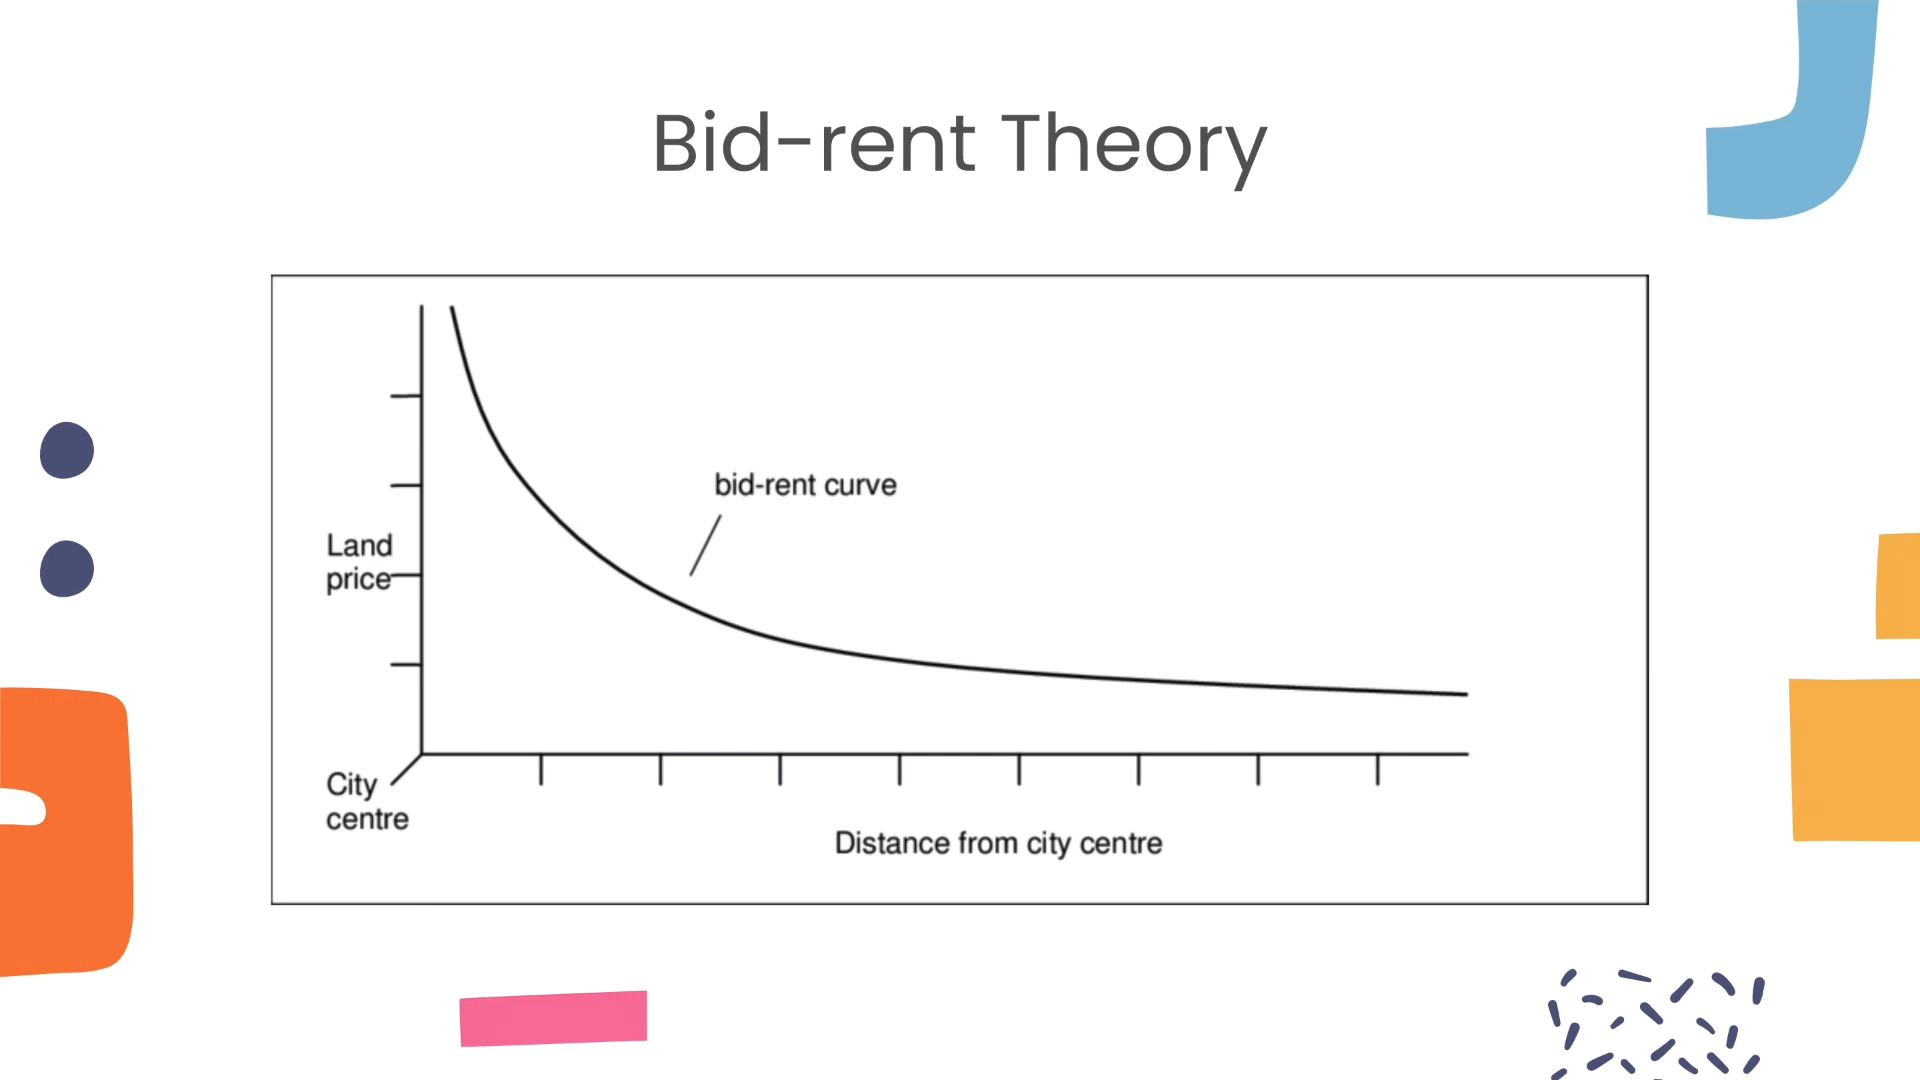 Bid-rent Theory
bid-rent curve
Land
price
City
centre
Distance from city centre